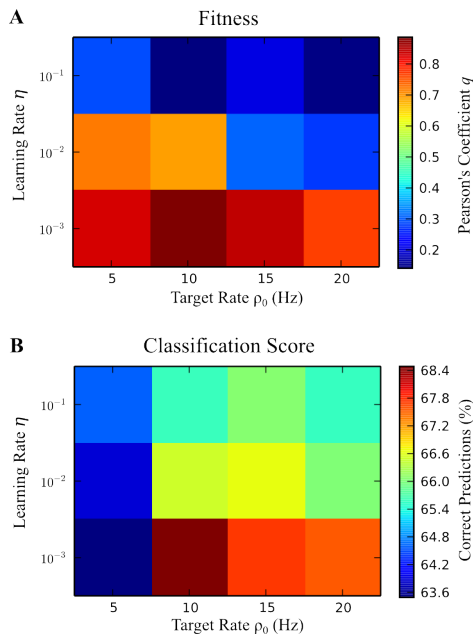 A
Fitness
Learning Rate η
10⁻¹
10⁻²
10⁻³
5 10 15 20
Target Rate ρ₀ (Hz)
0.8
0.7
0.6
0.5
0.4
0.3
0.2
Pearson's Coefficient q
B
Classification Score
Learning Rate η
10⁻¹
10⁻²
10⁻³
5 10 15 20
Target Rate ρ₀ (Hz)
68.4
67.8
67.2
66.6
66.0
65.4
64.8
64.2
63.6
Correct Predictions (%)